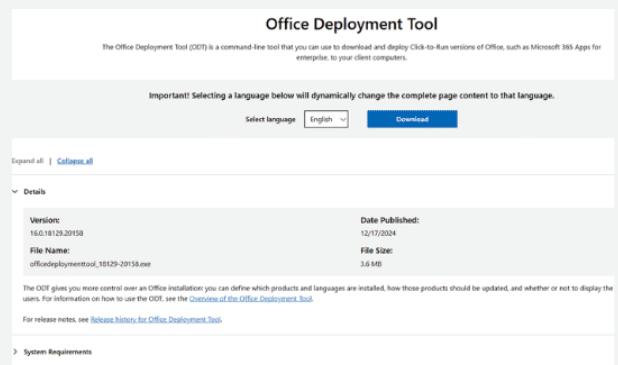 Office Deployment Tool
The Office Deployment Tool (ODT) is a command-line tool that you can use to download and deploy Click-to-Run versions of Office, such as Microsoft 365 Apps for
enterprise, to your client computers.
Important! Selecting a language below will dynamically change the complete page content to that language.
Select language English Download
Expand all | Collapse all
Details
Version: Date Published:
16.0.18129.20158 12/17/2024
File Name: File Size:
officedeploymenttool_18129-20158.exe 3.6 MB
The ODT gives you more control over an Office installation: you can define which products and languages are installed, how those products should be updated, and whether or not to display the
users. For information on how to use the ODT, see the Overview of the Office Deployment Tool.
For release notes, see Release history for Office Deployment Tool.
System Requirements